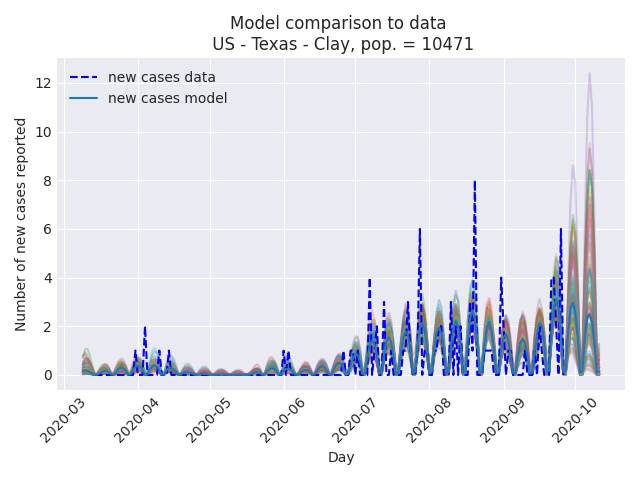 Model comparison to data
US - Texas - Clay, pop. = 10471
new cases data
new cases model
Number of new cases reported
12
10
8
6
4
2
0
2020-03
2020-04
2020-05
2020-06
2020-07
2020-08
2020-09
2020-10
Day